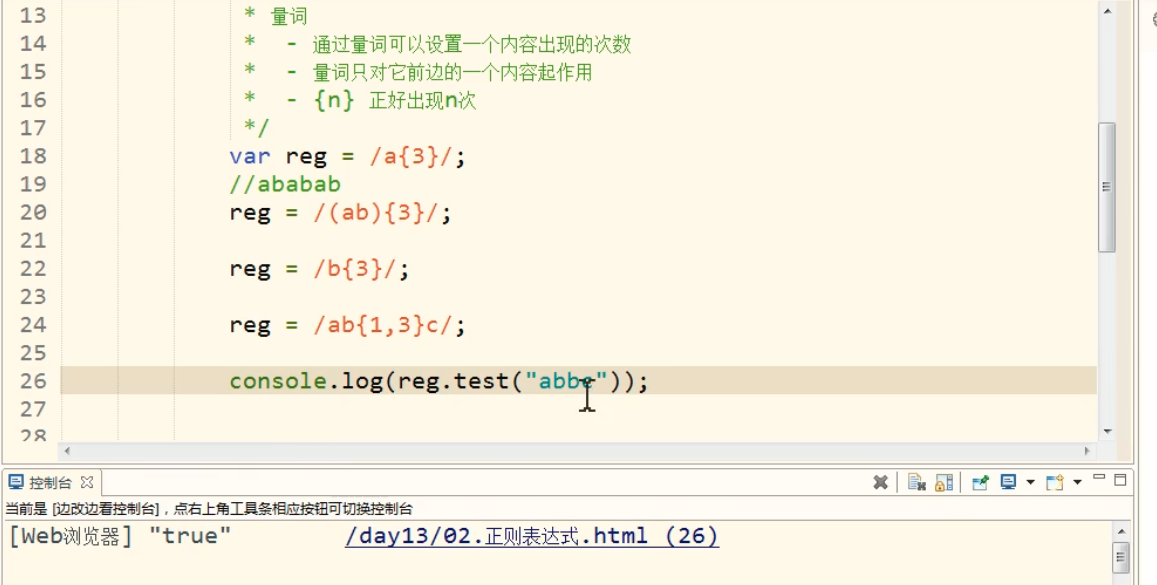 13 * 量词
14 * - 通过量词可以设置一个内容出现的次数
15 * - 量词只对它前边的一个内容起作用
16 * - {n} 正好出现n次
17 */
18 var reg = /a{3}/;
19 //ababab
20 reg = /(ab){3}/;
21
22 reg = /b{3}/;
23
24 reg = /ab{1,3}c/;
25
26 console.log(reg.test("abbc"));
27
28
控制台
当前是 [边改边看控制台] , 点右上角工具条相应按钮可切换控制台
[Web浏览器] "true" /day13/02.正则表达式.html (26)